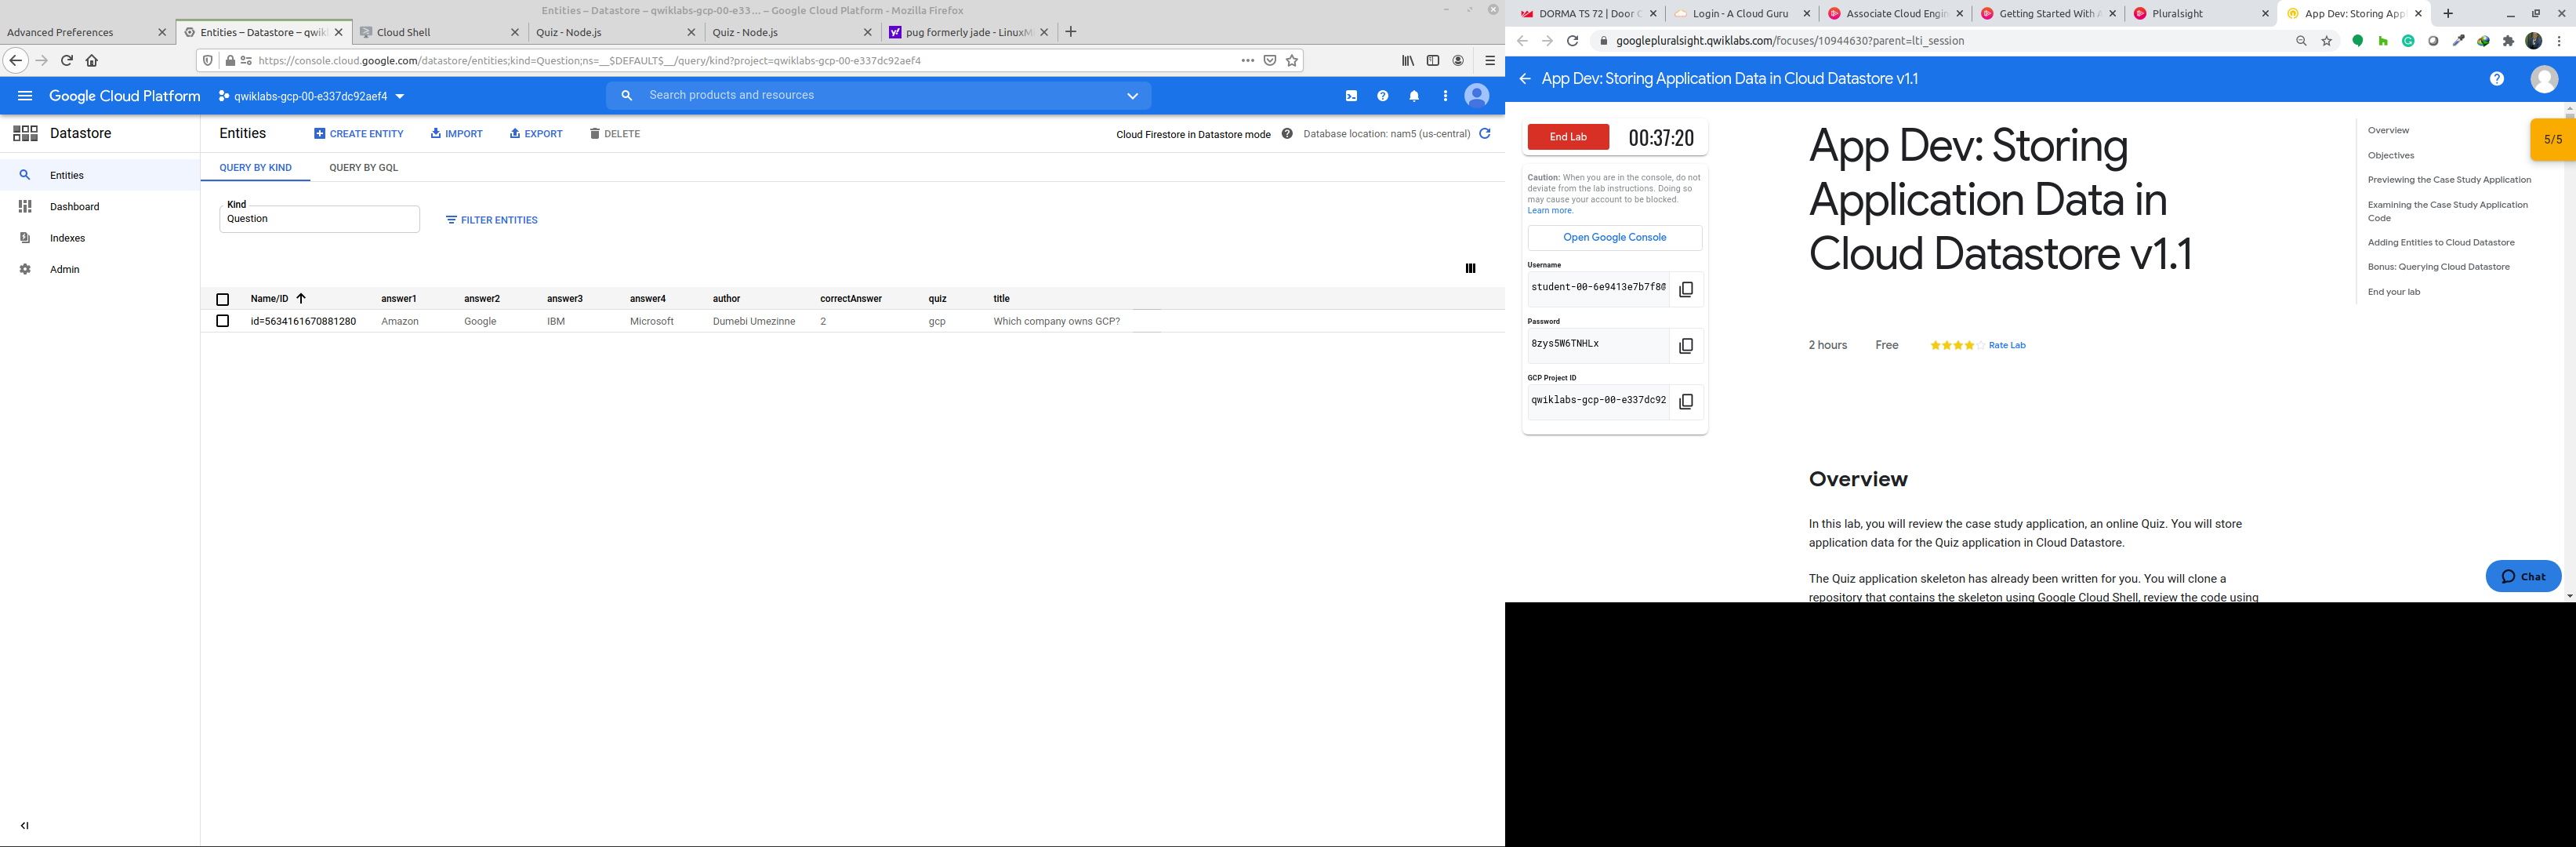 Entities – Datastore – qwiklabs-gcp-00-e33… – Google Cloud Platform - Mozilla Firefox
Advanced Preferences
Entities – Datastore – qwikl
Cloud Shell
Quiz - Node.js
Quiz - Node.js
pug formerly jade - LinuxM
https://console.cloud.google.com/datastore/entities;kind=Question;ns=__$DEFAULT$__/query/kind?project=qwiklabs-gcp-00-e337dc92aef4
Google Cloud Platform
qwiklabs-gcp-00-e337dc92aef4
Search products and resources
Datastore
Entities
Dashboard
Indexes
Admin
Entities
CREATE ENTITY
IMPORT
EXPORT
DELETE
Cloud Firestore in Datastore mode
Database location: nam5 (us-central)
QUERY BY KIND
QUERY BY GQL
Kind
Question
FILTER ENTITIES
Name/ID answer1 answer2 answer3 answer4 author correctAnswer quiz title
id=5634161670881280 Amazon Google IBM Microsoft Dumebi Umezinne 2 gcp Which company owns GCP?
DORMA TS 72 | Door C
Login - A Cloud Guru
Associate Cloud Engin
Getting Started With A
Pluralsight
App Dev: Storing App
googlepluralsight.qwiklabs.com/focuses/10944630?parent=lti_session
App Dev: Storing Application Data in Cloud Datastore v1.1
End Lab
00:37:20
Caution: When you are in the console, do not
deviate from the lab instructions. Doing so
may cause your account to be blocked.
Learn more.
Open Google Console
Username
student-00-6e9413e7b7f8@
Password
8zys5W6TNHLx
GCP Project ID
qwiklabs-gcp-00-e337dc92
App Dev: Storing
Application Data in
Cloud Datastore v1.1
2 hours
Free
Rate Lab
Overview
In this lab, you will review the case study application, an online Quiz. You will store
application data for the Quiz application in Cloud Datastore.
The Quiz application skeleton has already been written for you. You will clone a
repository that contains the skeleton using Google Cloud Shell, review the code using
Overview
Objectives
Previewing the Case Study Application
Examining the Case Study Application
Code
Adding Entities to Cloud Datastore
Bonus: Querying Cloud Datastore
End your lab
5/5
Chat